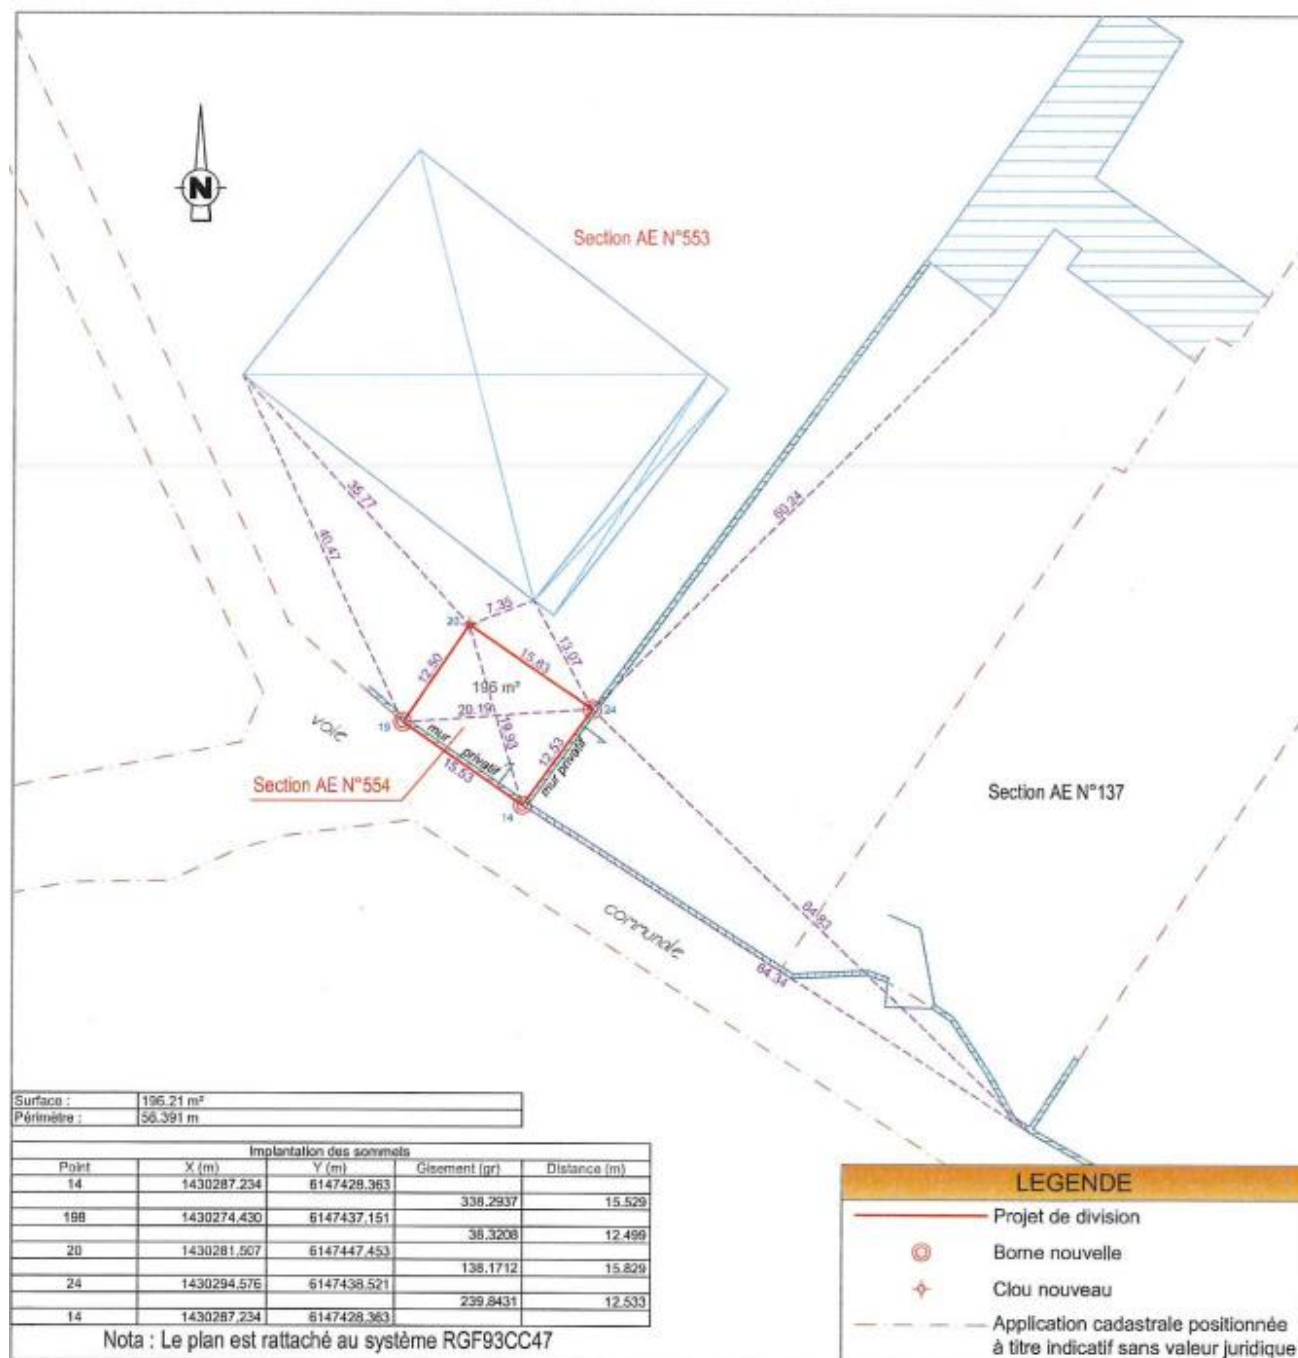 N
Section AE N°553
35.77
40.47
60.24
7.35
20
13.07
12.50
15.83
196 m²
24
20.19
19.93
19
voie
mur privatif
12.53
mur privatif
15.53
Section AE N°554
14
Section AE N°137
communale
64.83
64.34
Surface : 196.21 m²
Périmètre : 56.391 m
Implantation des sommets
Point X (m) Y (m) Gisement (gr) Distance (m)
14 1430287.234 6147428.363
338.2937 15.529
198 1430274.430 6147437.151
38.3208 12.499
20 1430281.507 6147447.453
138.1712 15.829
24 1430294.576 6147438.521
239.8431 12.533
14 1430287.234 6147428.363
Nota : Le plan est rattaché au système RGF93CC47
LEGENDE
Projet de division
Borne nouvelle
Clou nouveau
Application cadastrale positionnée
à titre indicatif sans valeur juridique